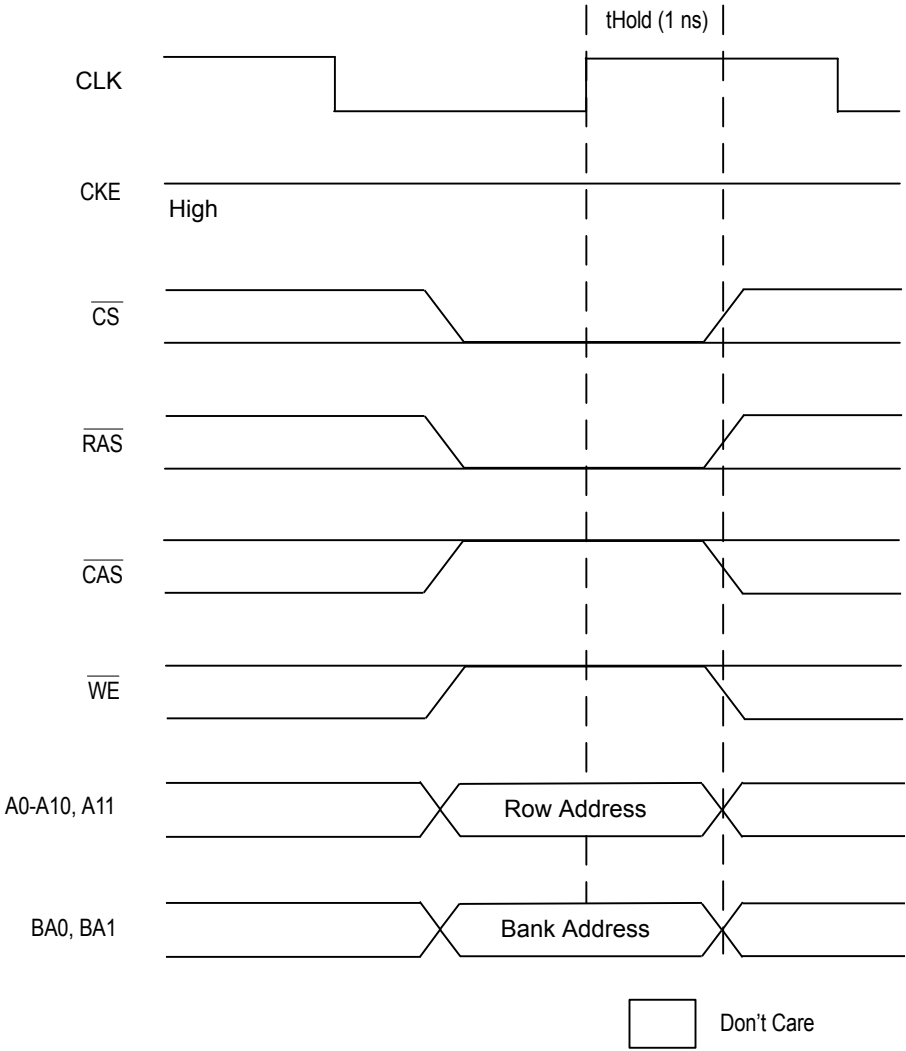 tHold (1 ns)
CLK
CKE
High
CS
RAS
CAS
WE
A0-A10, A11
Row Address
BA0, BA1
Bank Address
Don't Care